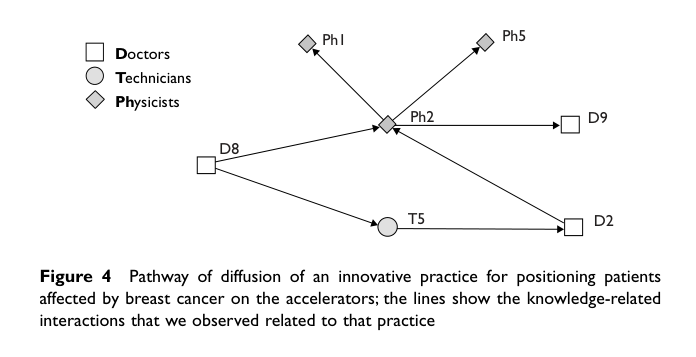 Ph1
Ph5
Doctors
Technicians
Physicists
Ph2
D9
D8
T5
D2
Figure 4 Pathway of diffusion of an innovative practice for positioning patients
affected by breast cancer on the accelerators; the lines show the knowledge-related
interactions that we observed related to that practice